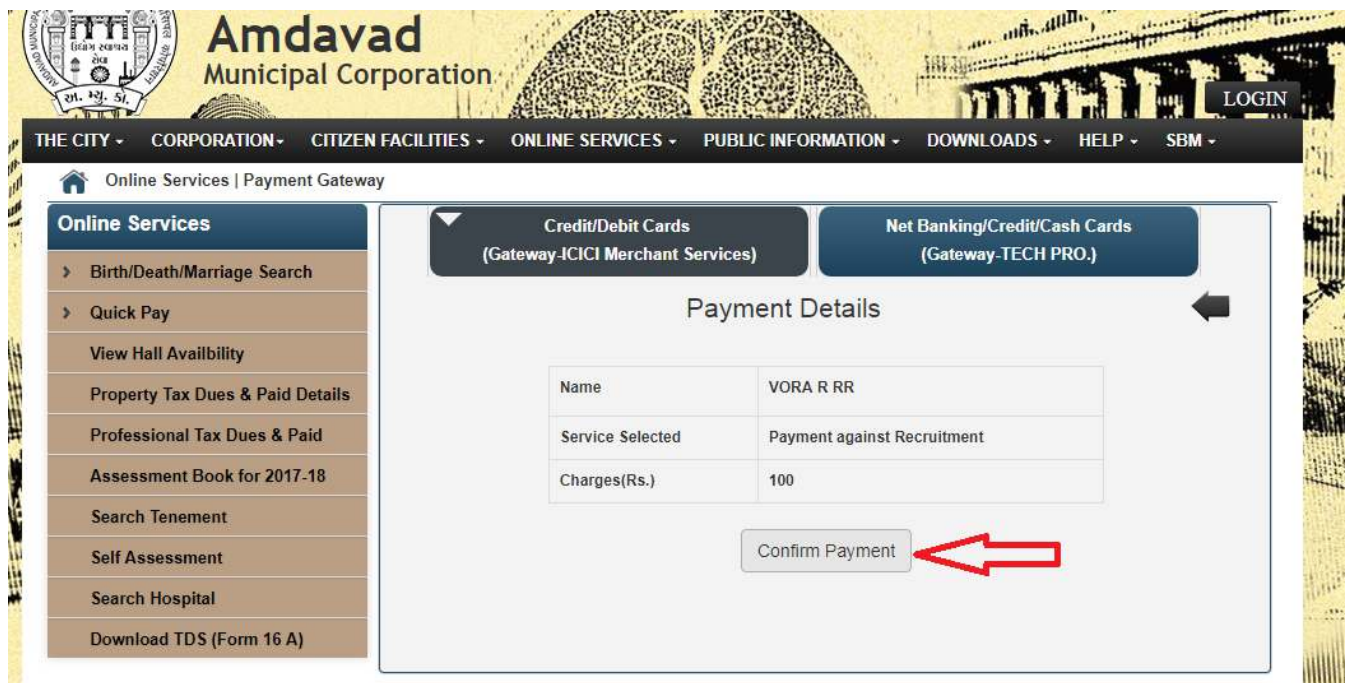 ઉદ્યમ સ્વાશ્રય
સેવા
અ. મ્યુ. કો.
Amdavad
Municipal Corporation
LOGIN
THE CITY CORPORATION CITIZEN FACILITIES ONLINE SERVICES PUBLIC INFORMATION DOWNLOADS HELP SBM
Online Services | Payment Gateway
Online Services
Birth/Death/Marriage Search
Quick Pay
View Hall Availbility
Property Tax Dues & Paid Details
Professional Tax Dues & Paid
Assessment Book for 2017-18
Search Tenement
Self Assessment
Search Hospital
Download TDS (Form 16 A)
Credit/Debit Cards
(Gateway-ICICI Merchant Services)
Net Banking/Credit/Cash Cards
(Gateway-TECH PRO.)
Payment Details
Name VORA R RR
Service Selected Payment against Recruitment
Charges(Rs.) 100
Confirm Payment